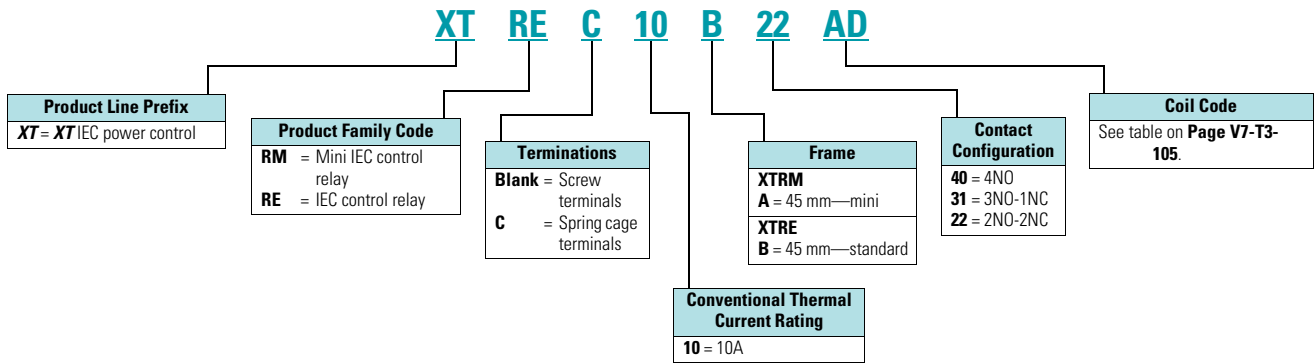 XT RE C 10 B 22 AD
Product Line Prefix
XT = XT IEC power control
Product Family Code
RM = Mini IEC control
relay
RE = IEC control relay
Terminations
Blank = Screw
terminals
C = Spring cage
terminals
Conventional Thermal
Current Rating
10 = 10A
Frame
XTRM
A = 45 mm—mini
XTRE
B = 45 mm—standard
Contact
Configuration
40 = 4NO
31 = 3NO-1NC
22 = 2NO-2NC
Coil Code
See table on Page V7-T3-
105.